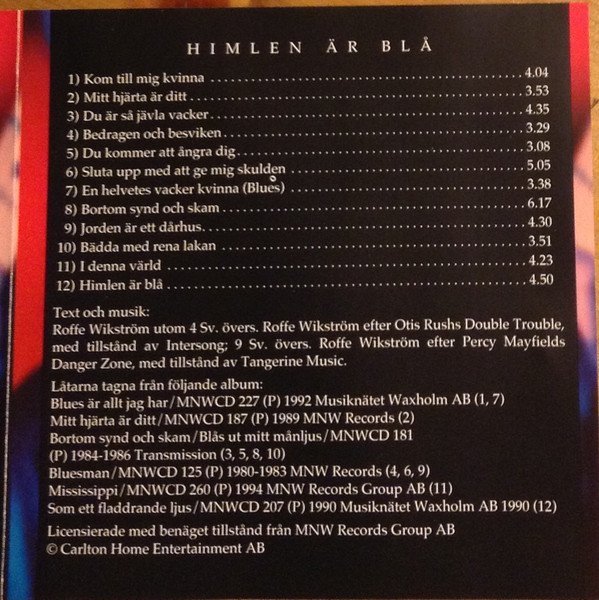 HIMLEN ÄR BLÅ
1) Kom till mig kvinna ........................................ 4.04
2) Mitt hjärta är ditt ........................................ 3.53
3) Du är så jävla vacker ........................................ 4.35
4) Bedragen och besviken ........................................ 3.29
5) Du kommer att ångra dig ........................................ 3.08
6) Sluta upp med att ge mig skulden ........................................ 5.05
7) En helvetes vacker kvinna (Blues) ........................................ 3.38
8) Bortom synd och skam ........................................ 6.17
9) Jorden är ett dårhus ........................................ 4.30
10) Bädda med rena lakan ........................................ 3.51
11) I denna värld ........................................ 4.23
12) Himlen är blå ........................................ 4.50
Text och musik:
Roffe Wikström utom 4 Sv. övers. Roffe Wikström efter Otis Rushs Double Trouble,
med tillstånd av Intersong; 9 Sv. övers. Roffe Wikström efter Percy Mayfields
Danger Zone, med tillstånd av Tangerine Music.
Låtarna tagna från följande album:
Blues är allt jag har/MNWCD 227 (P) 1992 Musiknätet Waxholm AB (1, 7)
Mitt hjärta är ditt/MNWCD 187 (P) 1989 MNW Records (2)
Bortom synd och skam/Blås ut mitt månljus/MNWCD 181
(P) 1984-1986 Transmission (3, 5, 8, 10)
Bluesman/MNWCD 125 (P) 1980-1983 MNW Records (4, 6, 9)
Mississippi/MNWCD 260 (P) 1994 MNW Records Group AB (11)
Som ett fladdrande ljus/MNWCD 207 (P) 1990 Musiknätet Waxholm AB 1990 (12)
Licensierade med benäget tillstånd från MNW Records Group AB
© Carlton Home Entertainment AB